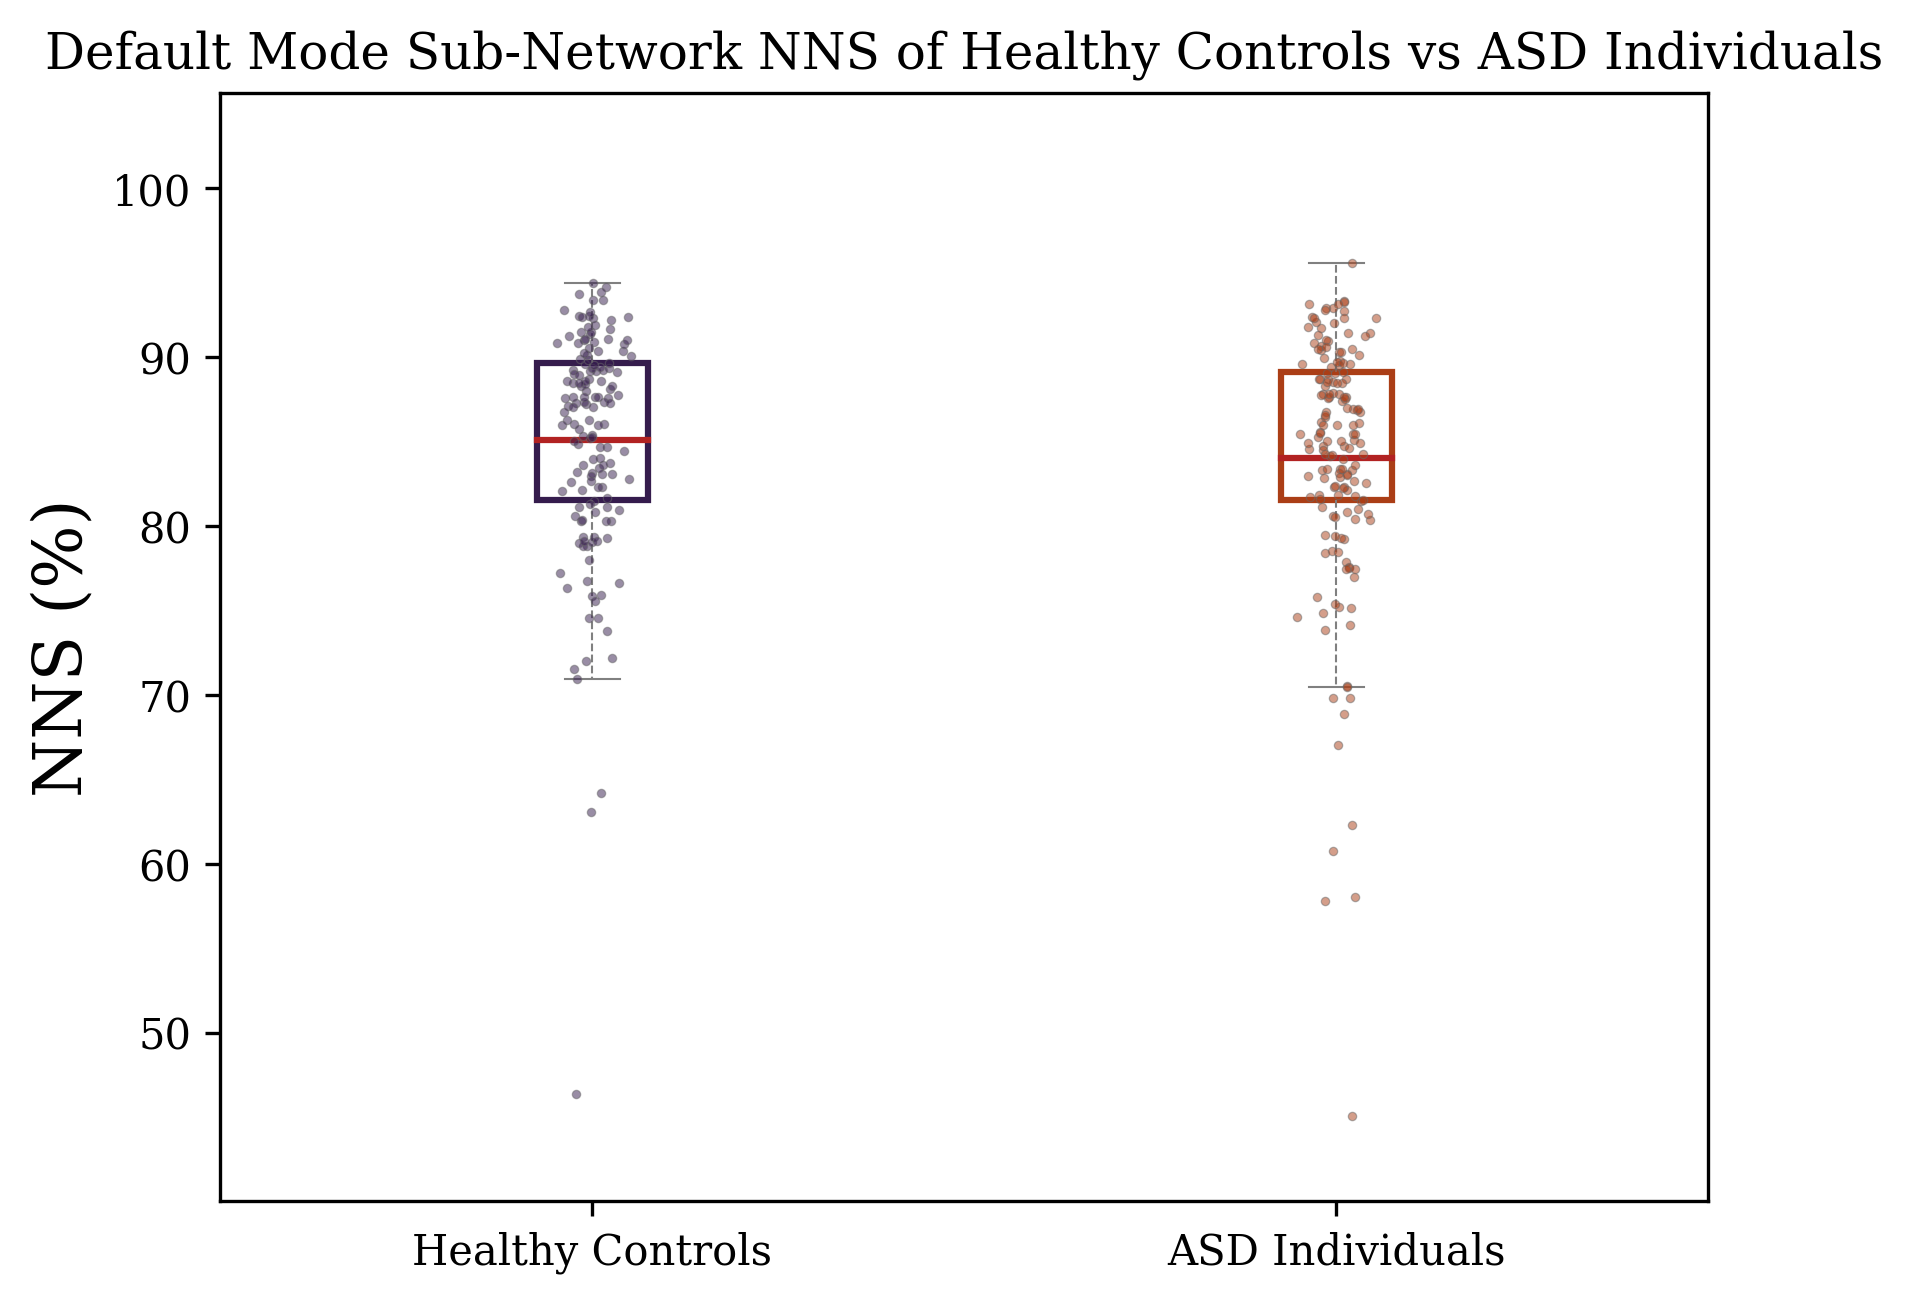 Default Mode Sub-Network NNS of Healthy Controls vs ASD Individuals
NNS (%)
100
90
80
70
60
50
Healthy Controls
ASD Individuals